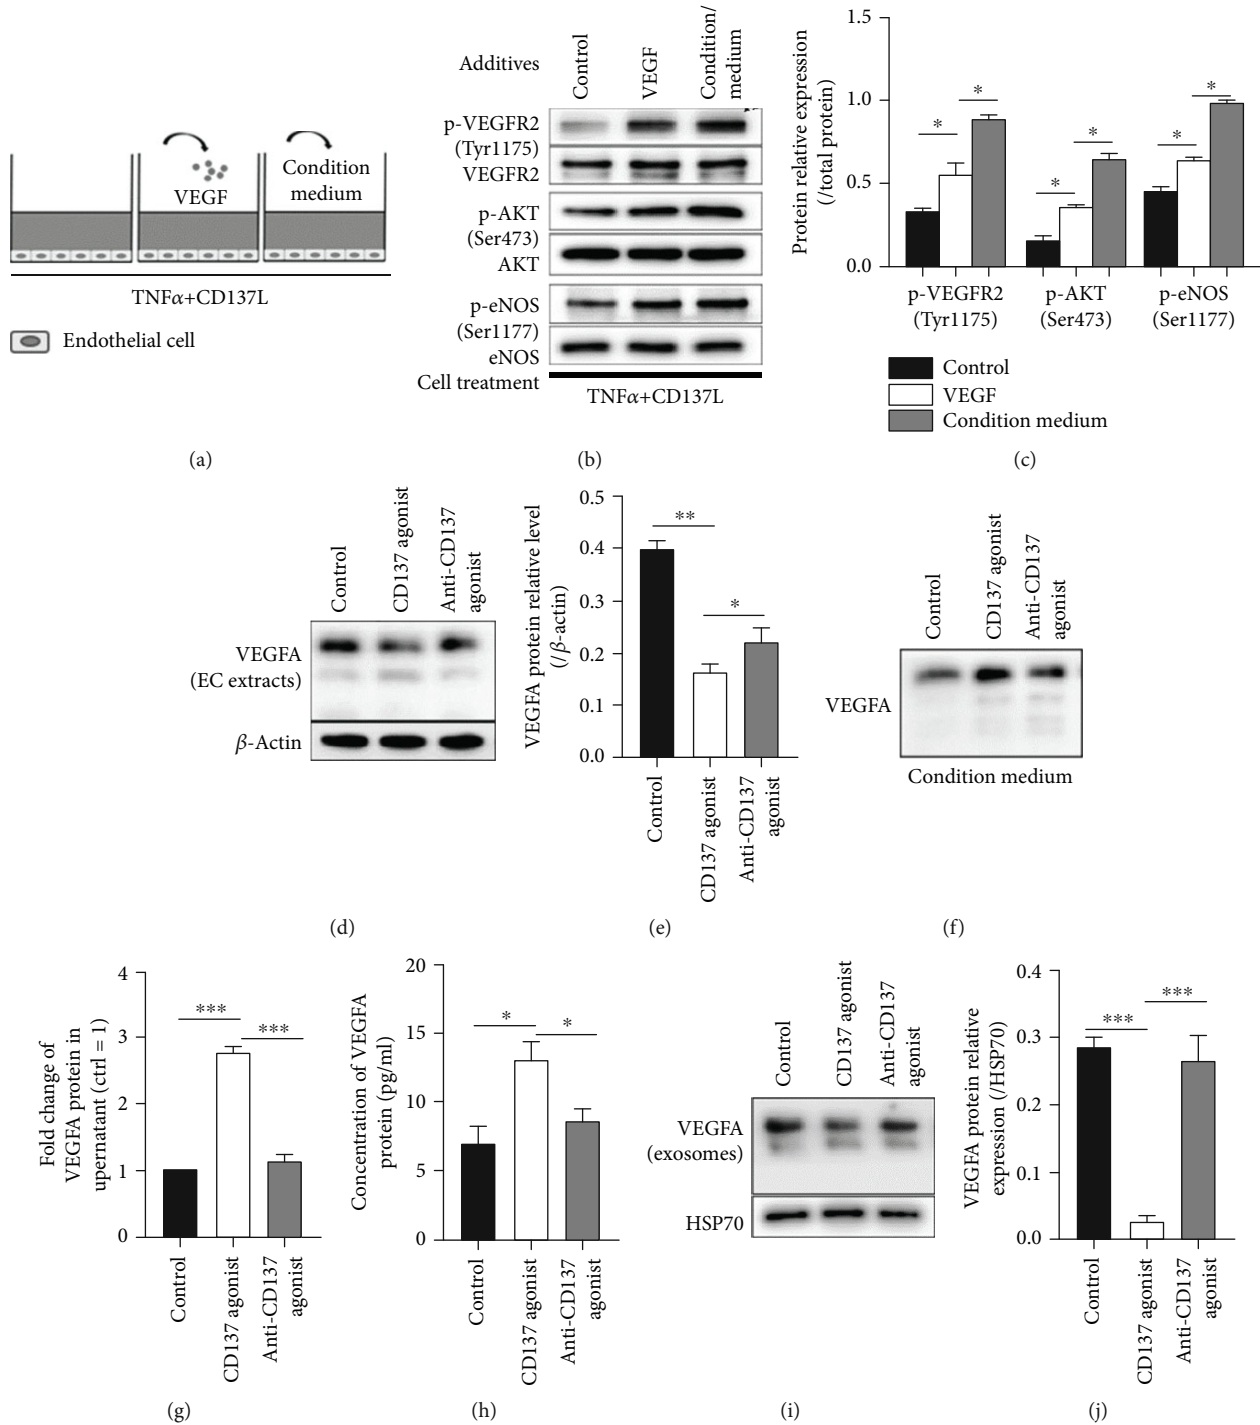 VEGF
Condition
medium
TNFα+CD137L
Endothelial cell
(a)
Additives
Control
VEGF
Condition/
medium
p-VEGFR2
(Tyr1175)
VEGFR2
p-AKT
(Ser473)
AKT
p-eNOS
(Ser1177)
eNOS
Cell treatment
TNFα+CD137L
(b)
Protein relative expression
(/total protein)
1.5
1.0
0.5
0.0
*
*
*
*
*
*
p-VEGFR2
(Tyr1175)
p-AKT
(Ser473)
p-eNOS
(Ser1177)
Control
VEGF
Condition medium
(c)
Control
CD137 agonist
Anti-CD137
agonist
VEGFA
(EC extracts)
β-Actin
(d)
VEGFA protein relative level
(/β-actin)
0.5
0.4
0.3
0.2
0.1
0.0
**
*
Control
CD137 agonist
Anti-CD137
agonist
(e)
Control
CD137 agonist
Anti-CD137
agonist
VEGFA
Condition medium
(f)
Fold change of
VEGFA protein in
upernatant (ctrl = 1)
4
3
2
1
0
***
***
Control
CD137 agonist
Anti-CD137
agonist
(g)
Concentration of VEGFA
protein (pg/ml)
20
15
10
5
0
*
*
Control
CD137 agonist
Anti-CD137
agonist
(h)
Control
CD137 agonist
Anti-CD137
agonist
VEGFA
(exosomes)
HSP70
(i)
VEGFA protein relative
expression (/HSP70)
0.4
0.3
0.2
0.1
0.0
***
***
Control
CD137 agonist
Anti-CD137
agonist
(j)